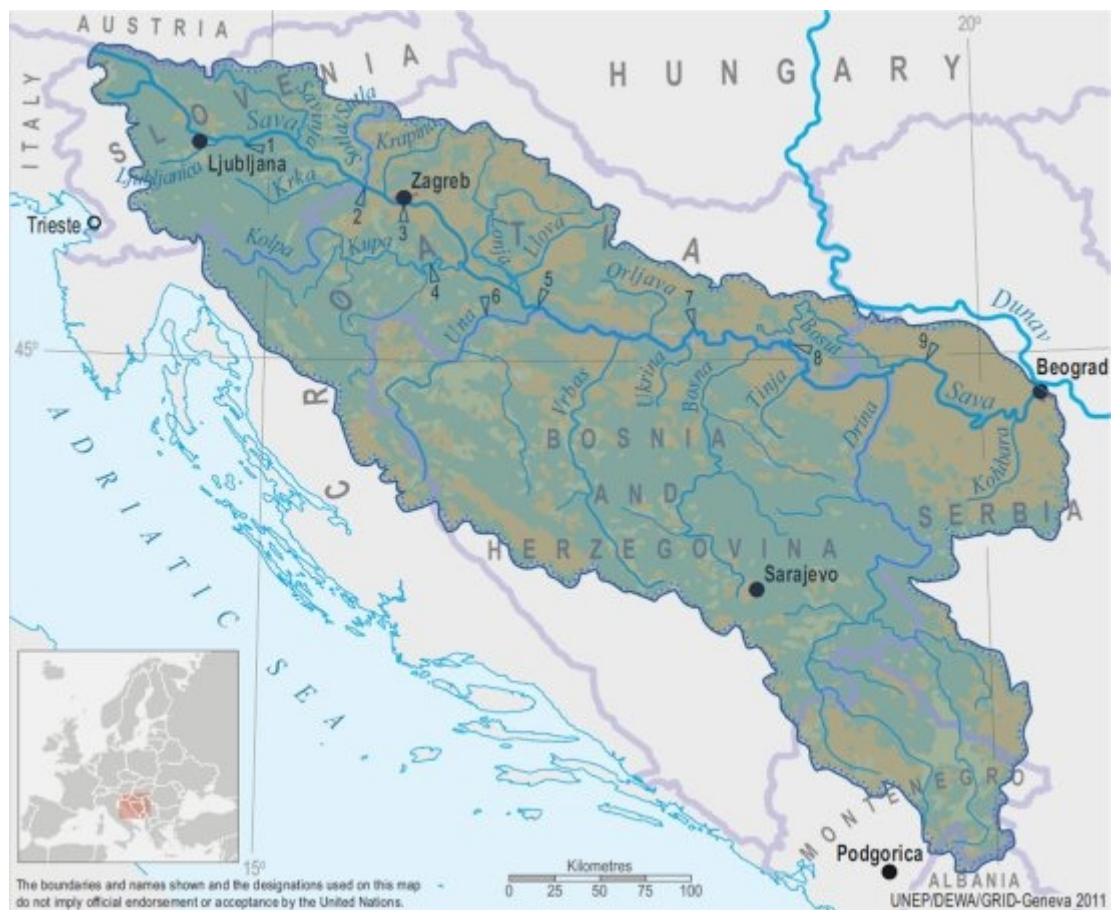 AUSTRIA
20°
HUNGARY
ITALY
SLOVENIA
Savinja
Sotla/Sutla
Sava
1
Krapina
Ljubljana
Ljubljanica
Krka
Zagreb
2
3
Trieste
Kolpa
Kupa
Lonja
Ilova
CROATIA
4
5
6
Orljava
7
Dunav
Una
Bosut
9
8
45°
Beograd
Vrbas
Ukrina
Bosna
Tinja
Sava
Drina
Kolubara
BOSNIA
AND
HERZEGOVINA
SERBIA
ADRIATIC SEA
Sarajevo
MONTENEGRO
Podgorica
ALBANIA
15°
Kilometres
0 25 50 75 100
The boundaries and names shown and the designations used on this map
do not imply official endorsement or acceptance by the United Nations.
UNEP/DEWA/GRID-Geneva 2011